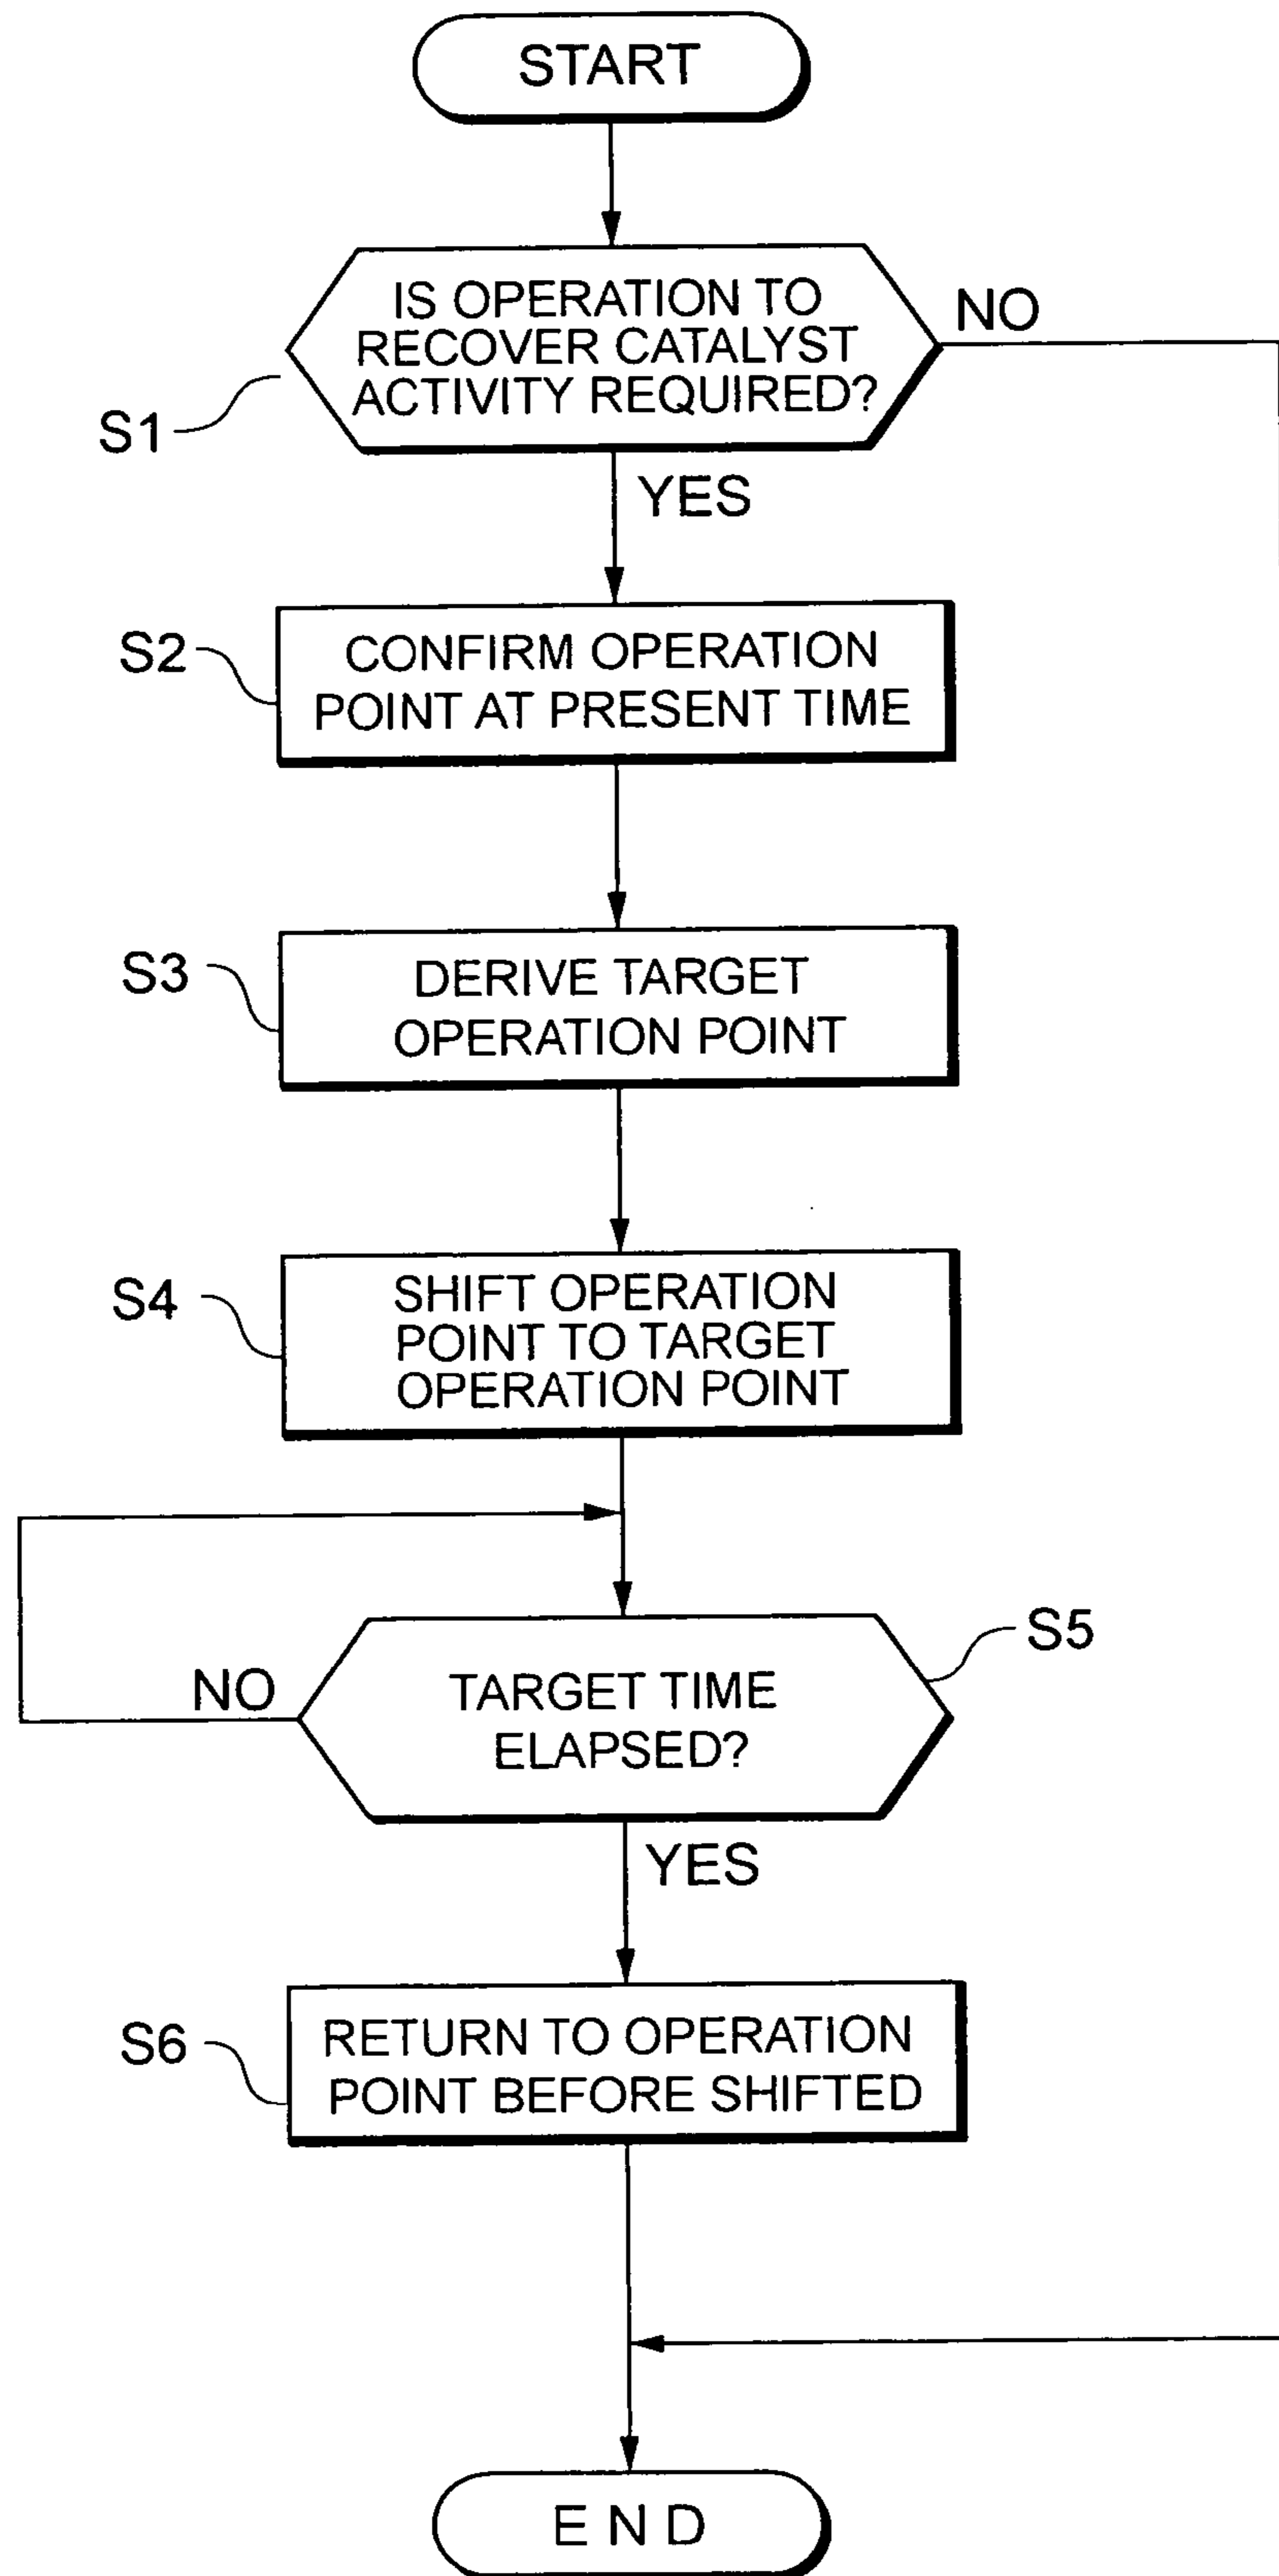 START
IS OPERATION TO
RECOVER CATALYST
ACTIVITY REQUIRED?
NO
S1
YES
S2
CONFIRM OPERATION
POINT AT PRESENT TIME
S3
DERIVE TARGET
OPERATION POINT
S4
SHIFT OPERATION
POINT TO TARGET
OPERATION POINT
S5
NO
TARGET TIME
ELAPSED?
YES
S6
RETURN TO OPERATION
POINT BEFORE SHIFTED
END